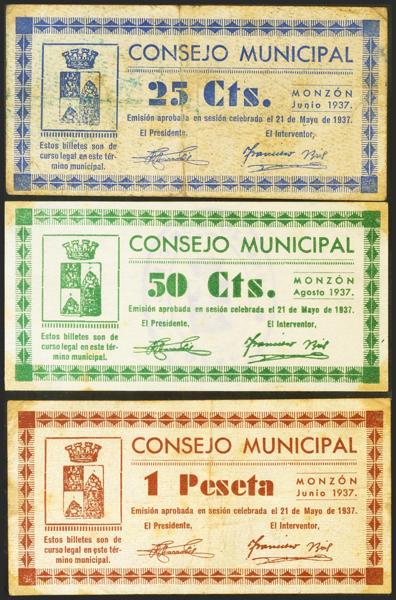 CONSEJO MUNICIPAL
25 Cts.
MONZÓN
Junio 1937.
Emisión aprobada en sesión celebrada el 21 de Mayo de 1937.
El Presidente,
El Interventor,
Francisco
Estos billetes son de
curso legal en este tér-
mino municipal.
CONSEJO MUNICIPAL
50 Cts.
MONZÓN
Agosto 1937.
Emisión aprobada en sesión celebrada el 21 de Mayo de 1937.
El Presidente,
El Interventor,
Francisco
Estos billetes son de
curso legal en este tér-
mino municipal.
CONSEJO MUNICIPAL
1 Peseta
MONZÓN
Junio 1937.
Emisión aprobada en sesión celebrada el 21 de Mayo de 1937.
El Presidente,
El Interventor,
Francisco
Estos billetes son de
curso legal en este tér-
mino municipal.